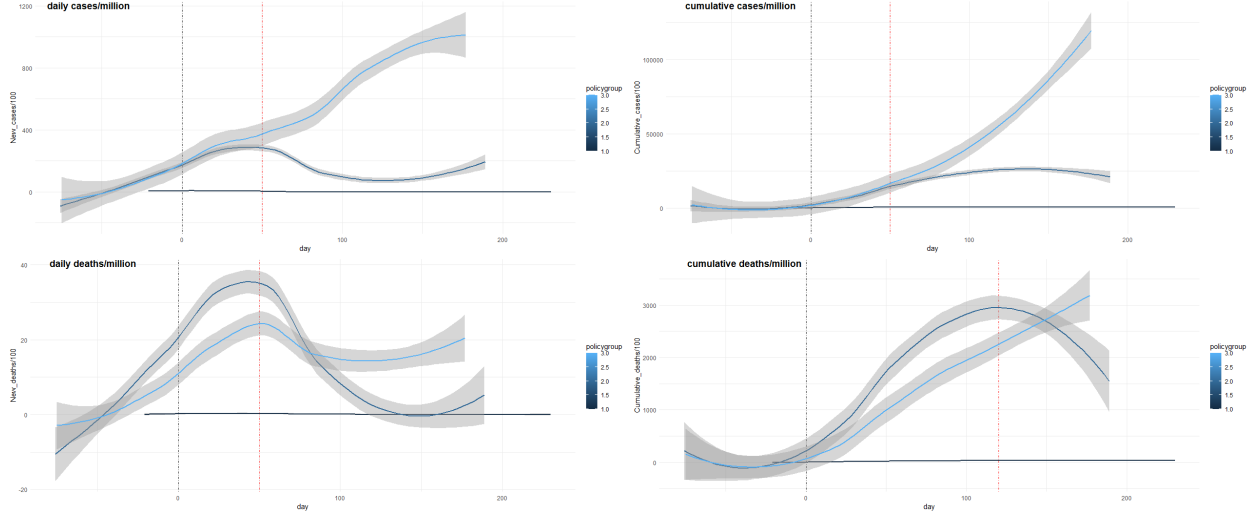 daily cases/million
New_cases/100
1200
800
400
0
0
100
200
day
policygroup
3.0
2.5
2.0
1.5
1.0
cumulative cases/million
Cumulative_cases/100
100000
50000
0
0
100
200
day
policygroup
3.0
2.5
2.0
1.5
1.0
daily deaths/million
New_deaths/100
40
20
0
-20
0
100
200
day
policygroup
3.0
2.5
2.0
1.5
1.0
cumulative deaths/million
Cumulative_deaths/100
3000
2000
1000
0
0
100
200
day
policygroup
3.0
2.5
2.0
1.5
1.0